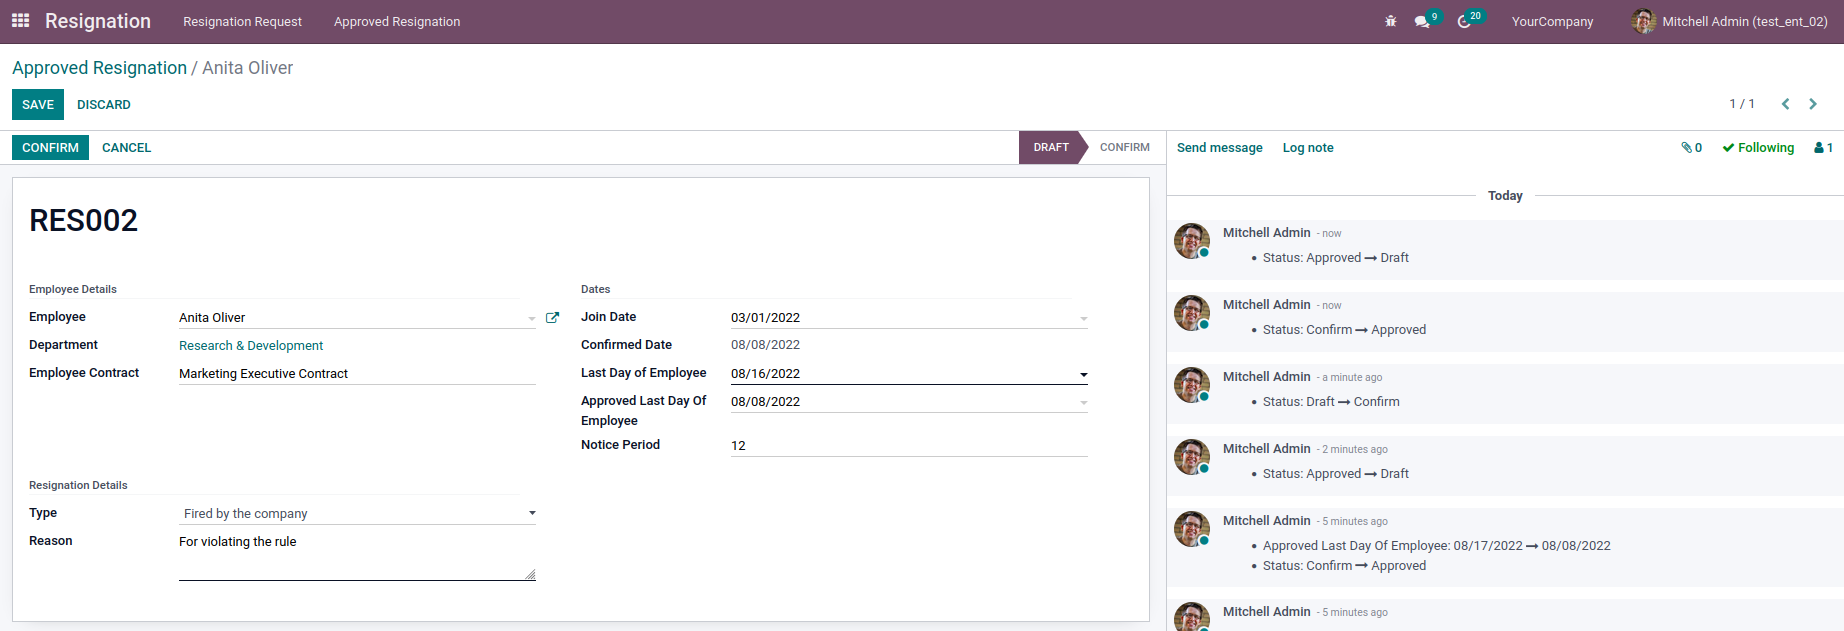 Resignation Resignation Request Approved Resignation 9 20 YourCompany Mitchell Admin (test_ent_02)
Approved Resignation / Anita Oliver
SAVE DISCARD 1 / 1
CONFIRM CANCEL DRAFT CONFIRM Send message Log note 0 Following 1
RES002
Employee Details
Employee Anita Oliver
Department Research & Development
Employee Contract Marketing Executive Contract
Dates
Join Date 03/01/2022
Confirmed Date 08/08/2022
Last Day of Employee 08/16/2022
Approved Last Day Of
Employee 08/08/2022
Notice Period 12
Resignation Details
Type Fired by the company
Reason For violating the rule
Today
Mitchell Admin - now
• Status: Approved → Draft
Mitchell Admin - now
• Status: Confirm → Approved
Mitchell Admin - a minute ago
• Status: Draft → Confirm
Mitchell Admin - 2 minutes ago
• Status: Approved → Draft
Mitchell Admin - 5 minutes ago
• Approved Last Day Of Employee: 08/17/2022 → 08/08/2022
• Status: Confirm → Approved
Mitchell Admin - 5 minutes ago